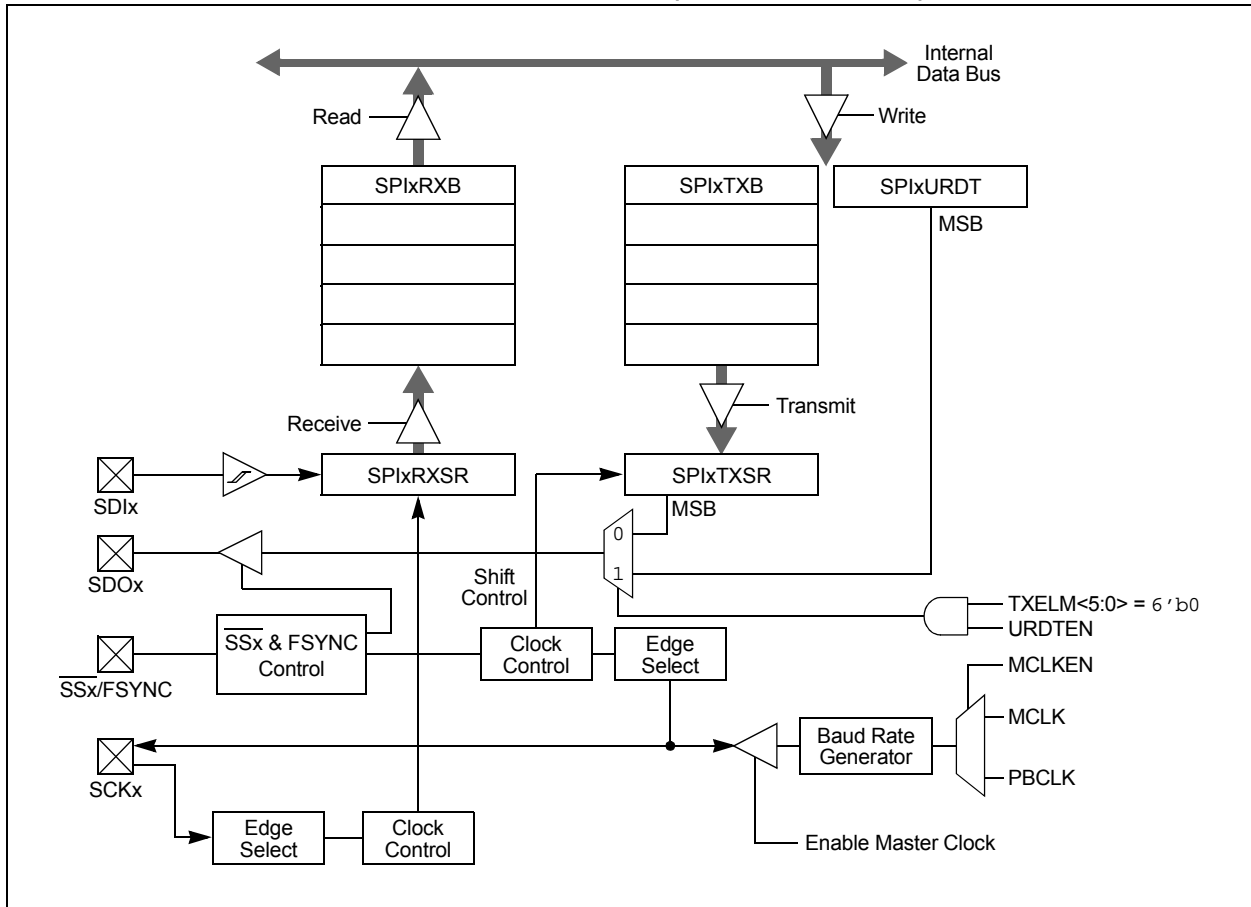 Internal
Data Bus
Read
Write
SPIxRXB
SPIxTXB
SPIxURDT
MSB
Receive
Transmit
SPIxRXSR
SPIxTXSR
SDIx
MSB
0
1
SDOx
Shift
Control
TXELM<5:0> = 6'b0
URDTEN
SSx & FSYNC
Control
Clock
Control
Edge
Select
SSx/FSYNC
MCLKEN
MCLK
Baud Rate
Generator
PBCLK
SCKx
Edge
Select
Clock
Control
Enable Master Clock